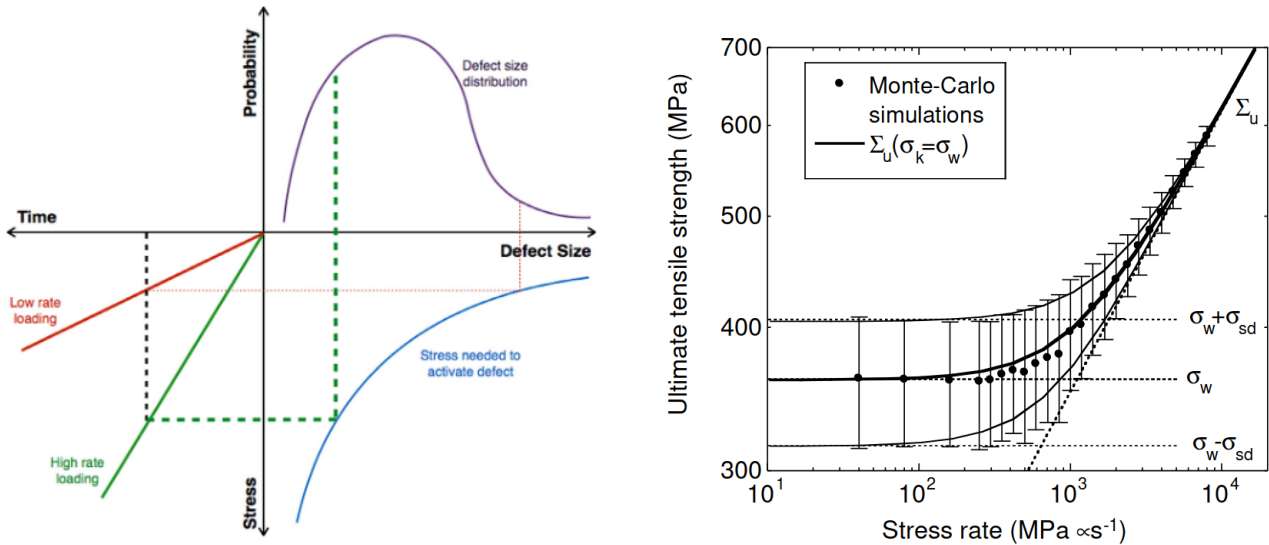 Probability
Defect size
distribution
Time
Defect Size
Low rate
loading
Stress needed to
activate defect
High rate
loading
Stress
Ultimate tensile strength (MPa)
700
600
500
400
300
Monte-Carlo
simulations
Σu(σk=σw)
Σu
σw+σsd
σw
σw-σsd
10¹ 10² 10³ 10⁴
Stress rate (MPa ∝s⁻¹)